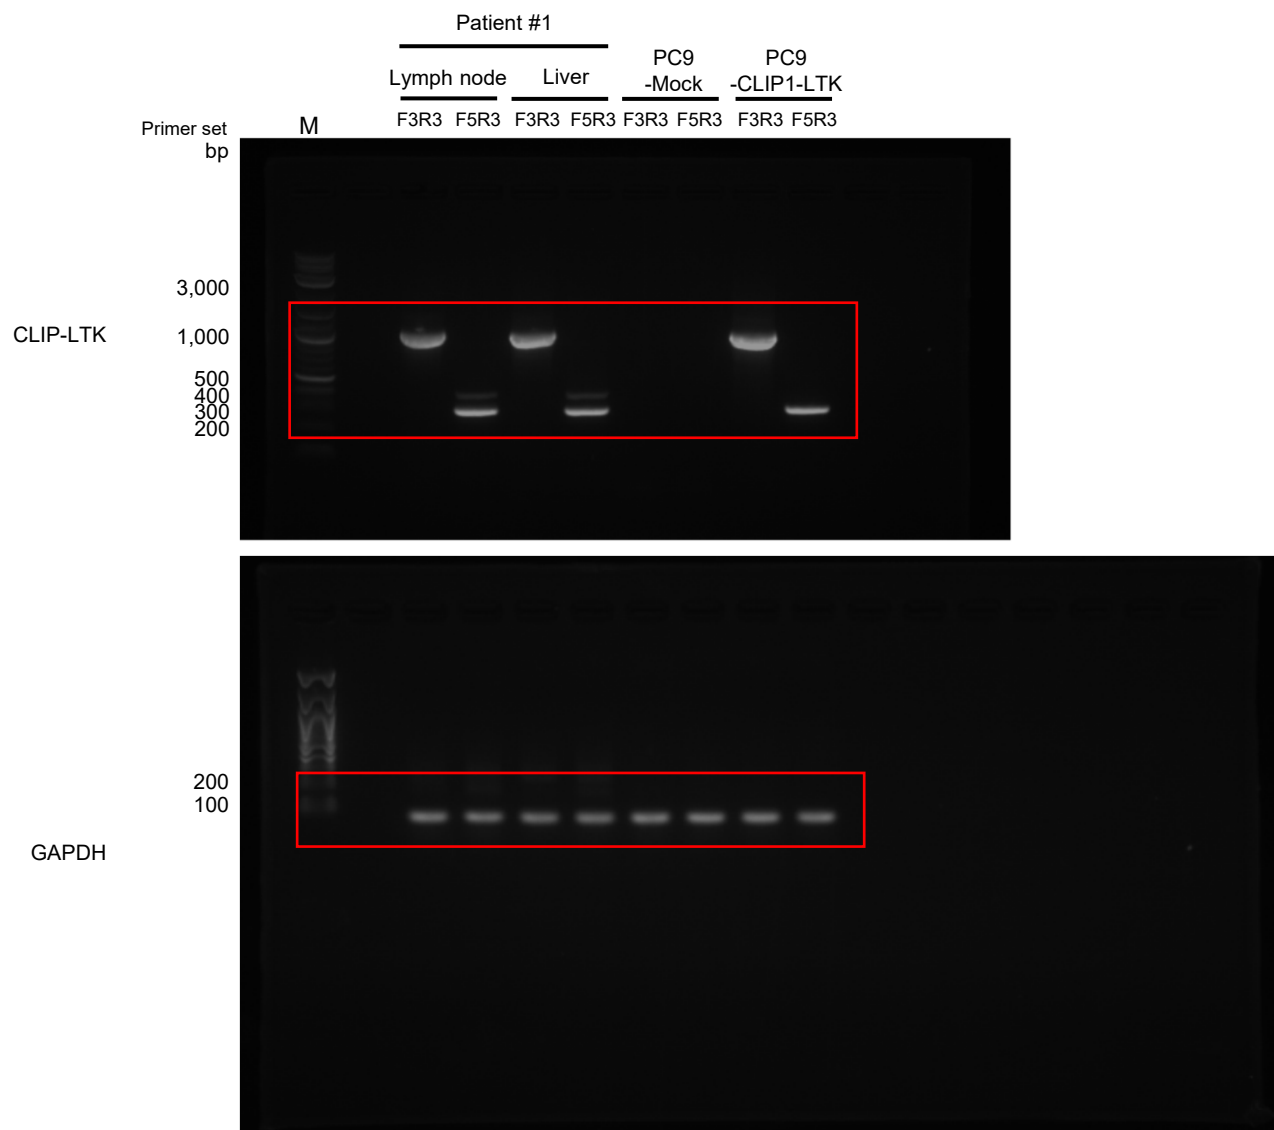 Patient #1
Lymph node
Liver
PC9
-Mock
PC9
-CLIP1-LTK
Primer set
M
F3R3 F5R3 F3R3 F5R3 F3R3 F5R3 F3R3 F5R3
bp
3,000
CLIP-LTK
1,000
500
400
300
200
200
100
GAPDH